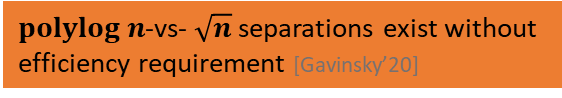 polylog n-vs- √n separations exist without
efficiency requirement [Gavinsky'20]